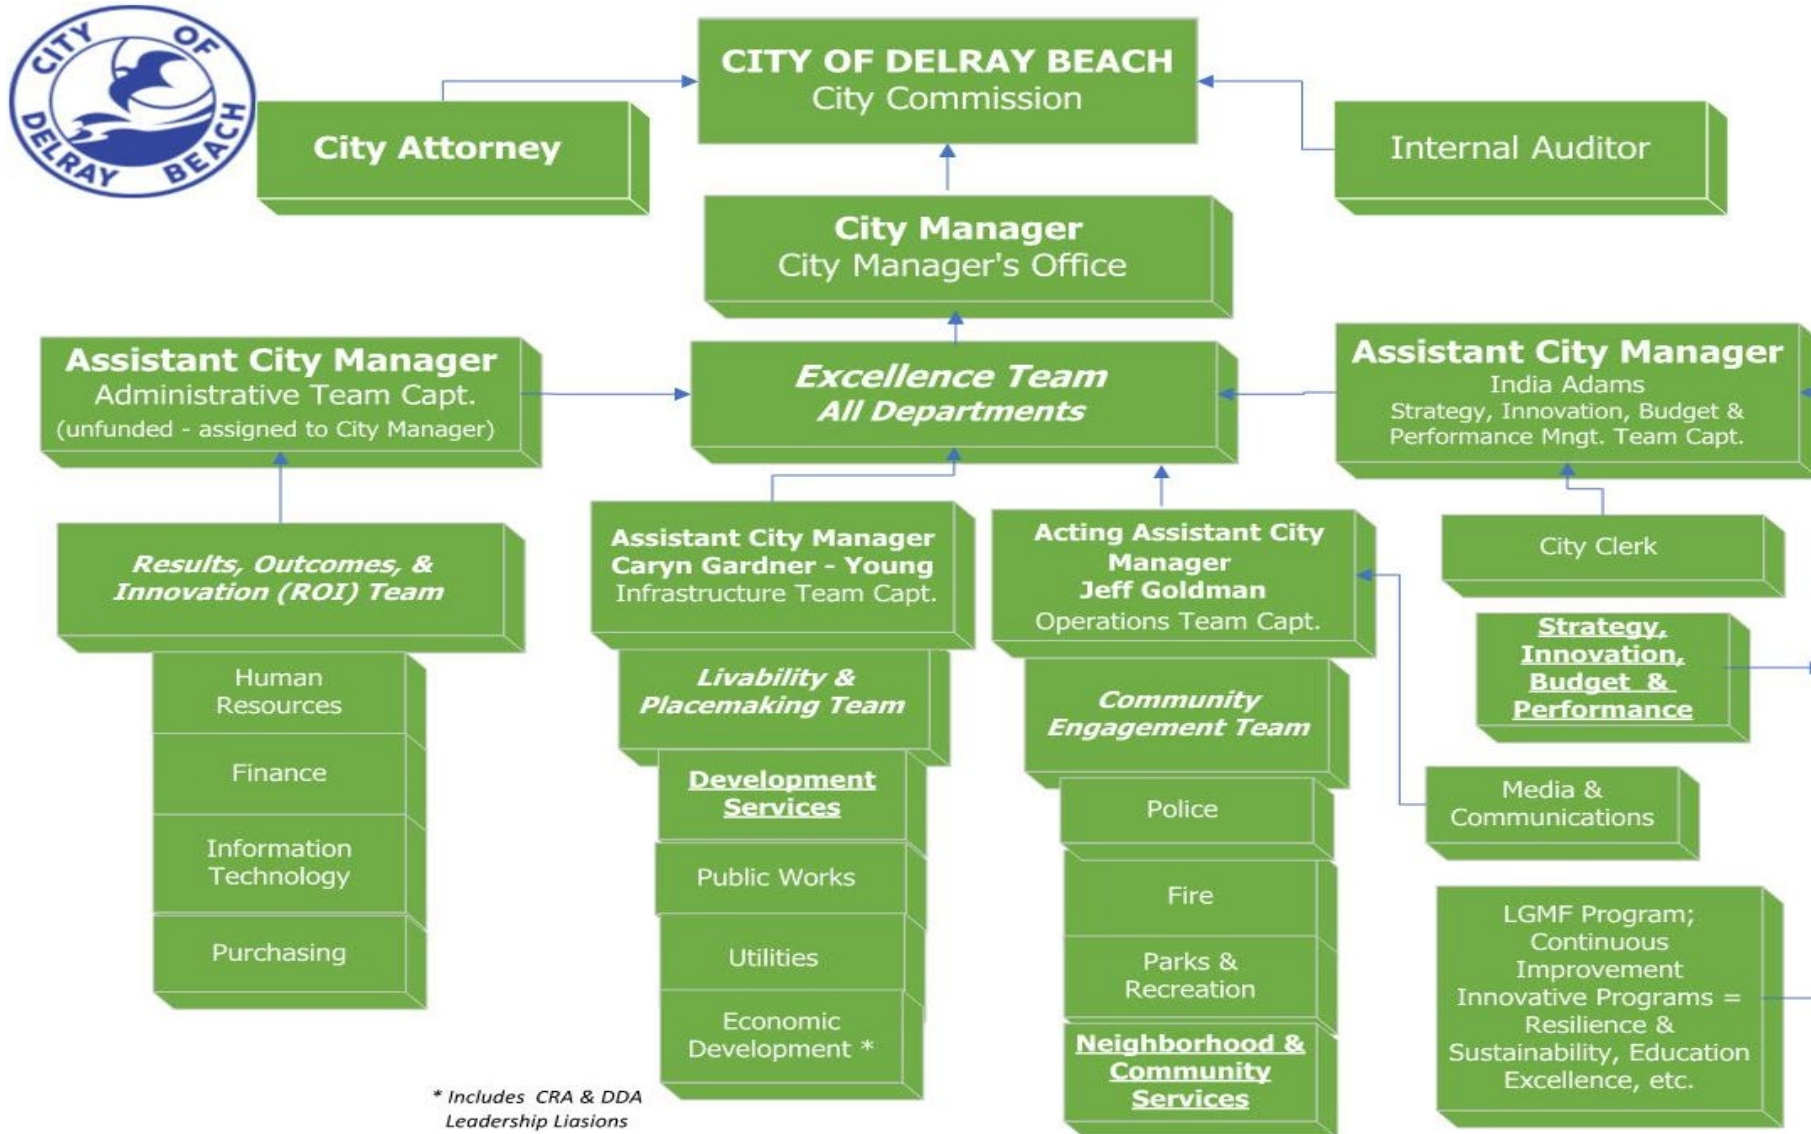 CITY OF
DELRAY BEACH
CITY OF DELRAY BEACH
City Commission
City Attorney
Internal Auditor
City Manager
City Manager's Office
Assistant City Manager
Administrative Team Capt.
(unfunded - assigned to City Manager)
Excellence Team
All Departments
Assistant City Manager
India Adams
Strategy, Innovation, Budget &
Performance Mngt. Team Capt.
Results, Outcomes, &
Innovation (ROI) Team
Human
Resources
Finance
Information
Technology
Purchasing
Assistant City Manager
Caryn Gardner - Young
Infrastructure Team Capt.
Livability &
Placemaking Team
Development
Services
Public Works
Utilities
Economic
Development *
* Includes CRA & DDA
Leadership Liasions
Acting Assistant City
Manager
Jeff Goldman
Operations Team Capt.
Community
Engagement Team
Police
Fire
Parks &
Recreation
Neighborhood &
Community
Services
City Clerk
Strategy,
Innovation,
Budget &
Performance
Media &
Communications
LGMF Program;
Continuous
Improvement
Innovative Programs =
Resilience &
Sustainability, Education
Excellence, etc.